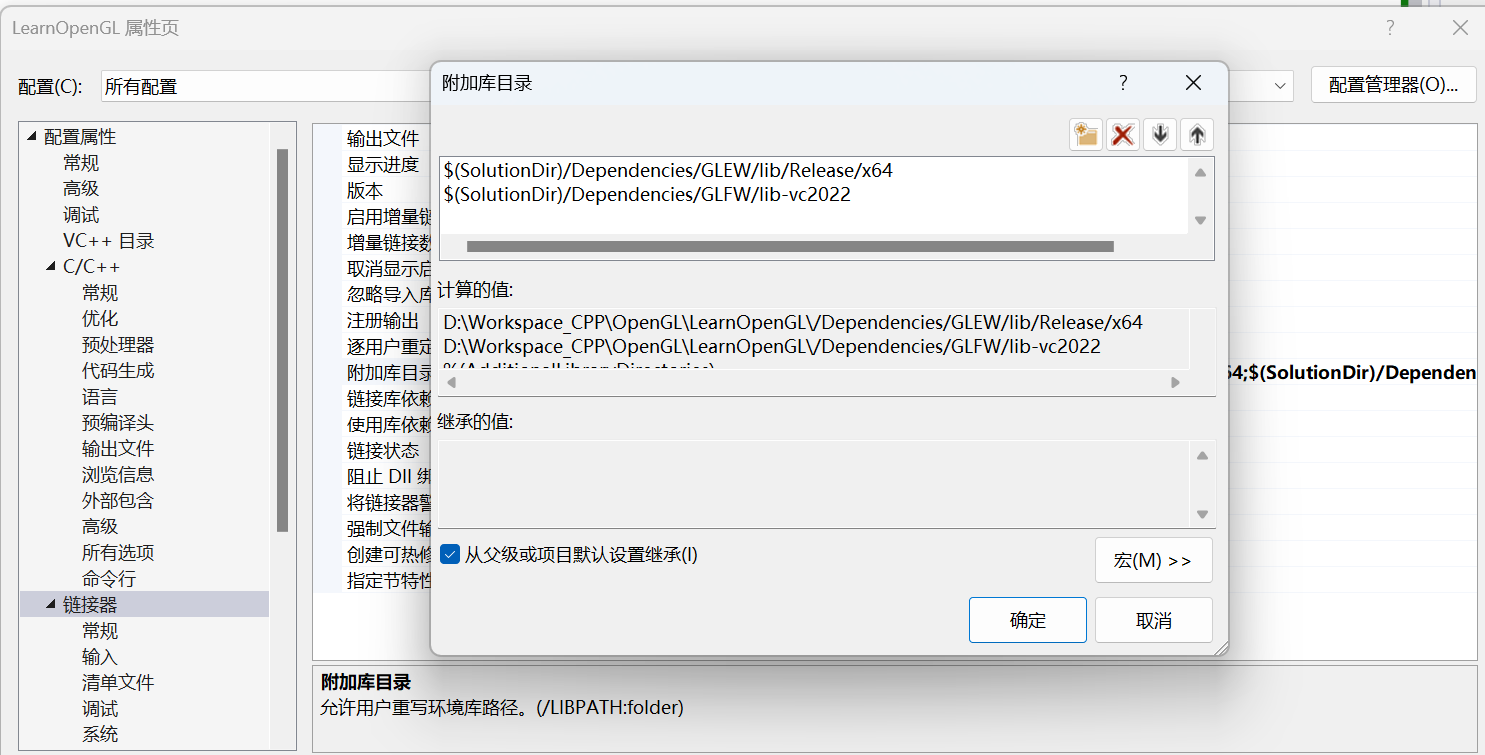 LearnOpenGL 属性页
配置(C):
所有配置
配置管理器(O)...
配置属性
常规
高级
调试
VC++ 目录
C/C++
常规
优化
预处理器
代码生成
语言
预编译头
输出文件
浏览信息
外部包含
高级
所有选项
命令行
链接器
常规
输入
清单文件
调试
系统
输出文件
显示进度
版本
启用增量链
增量链接数
取消显示启
忽略导入库
注册输出
逐用户重定
附加库目录
链接库依赖
使用库依赖
链接状态
阻止 Dll 绑
将链接器警
强制文件输
创建可热修
指定节特性
64;$(SolutionDir)/Dependen
附加库目录
?
$(SolutionDir)/Dependencies/GLEW/lib/Release/x64
$(SolutionDir)/Dependencies/GLFW/lib-vc2022
计算的值:
D:\Workspace_CPP\OpenGL\LearnOpenGL\/Dependencies/GLEW/lib/Release/x64
D:\Workspace_CPP\OpenGL\LearnOpenGL\/Dependencies/GLFW/lib-vc2022
%(AdditionalLibraryDirectories)
继承的值:
从父级或项目默认设置继承(I)
宏(M) >>
确定
取消
附加库目录
允许用户重写环境库路径。(/LIBPATH:folder)